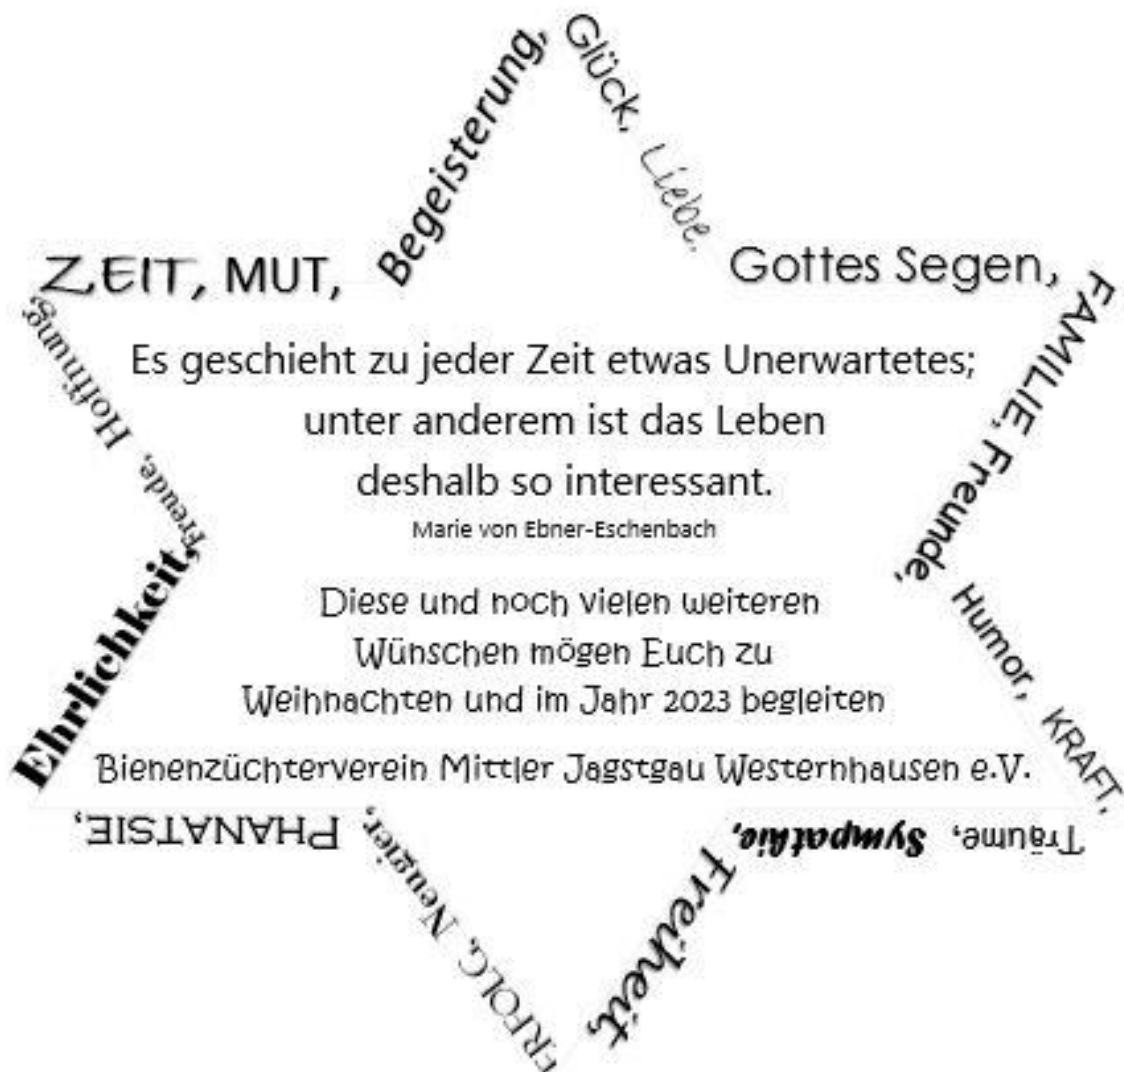 ZEIT, MUT,
Begeisterung,
Glück, Liebe,
Gottes Segen,
FAMILIE, Freunde,
Humor, KRAFT,
Träume, Sympathie,
Freiheit,
ERFOLG, Neugier,
PHANATSIE,
Ehrlichkeit,
Freude, Hoffnung,
Es geschieht zu jeder Zeit etwas Unerwartetes;
unter anderem ist das Leben
deshalb so interessant.
Marie von Ebner-Eschenbach
Diese und noch vielen weiteren
Wünschen mögen Euch zu
Weihnachten und im Jahr 2023 begleiten
Bienenzüchterverein Mittler Jagstgau Westernhausen e.V.